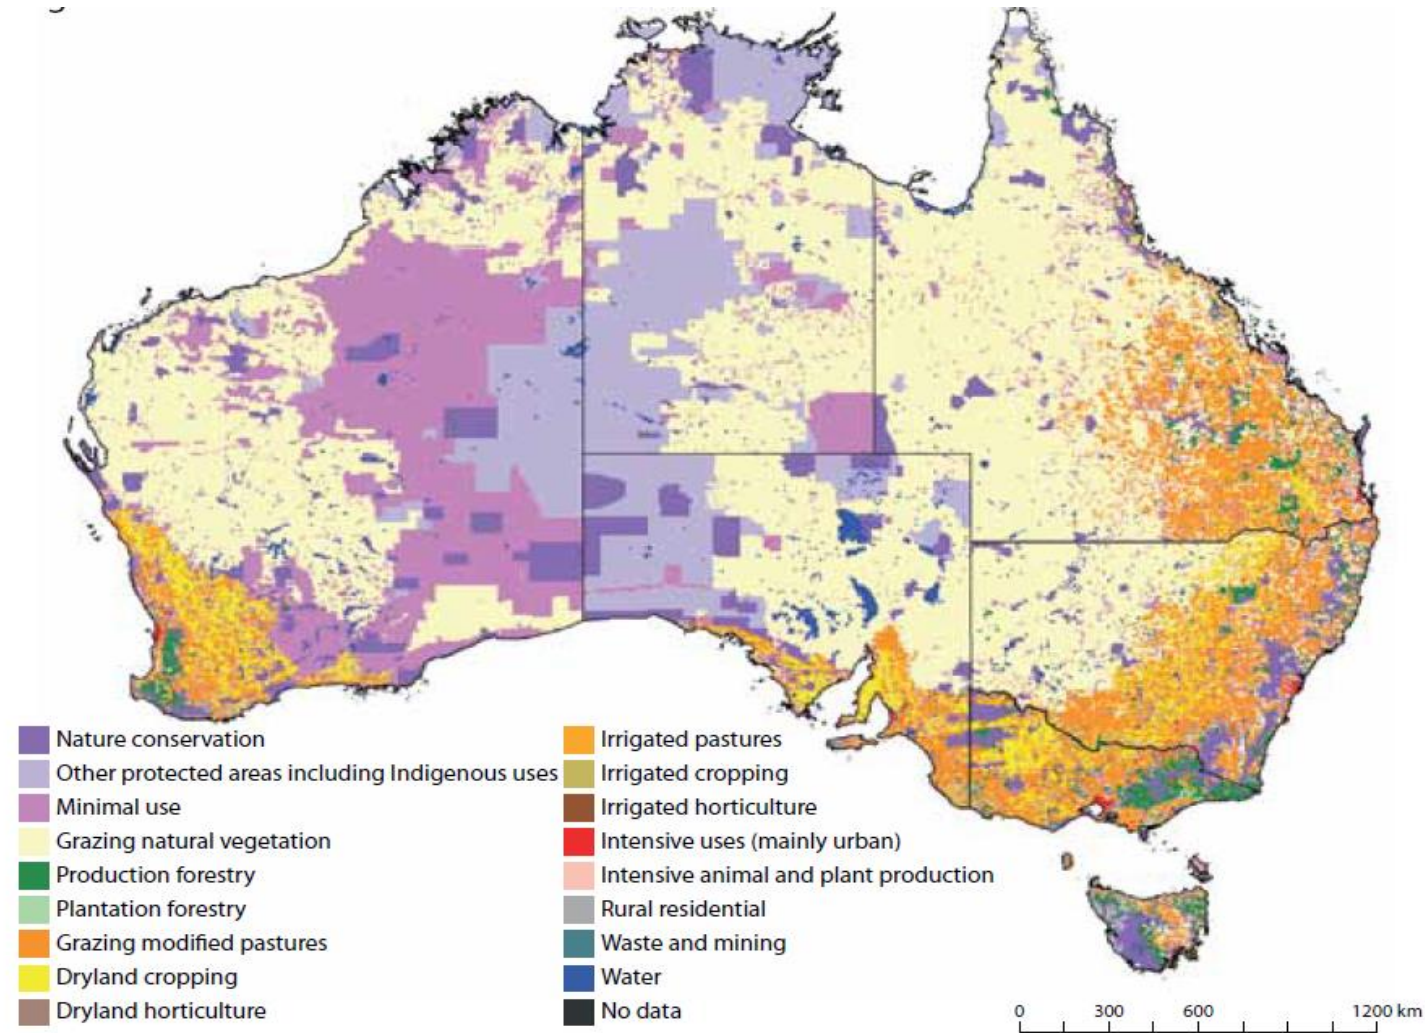 Nature conservation
Other protected areas including Indigenous uses
Minimal use
Grazing natural vegetation
Production forestry
Plantation forestry
Grazing modified pastures
Dryland cropping
Dryland horticulture
Irrigated pastures
Irrigated cropping
Irrigated horticulture
Intensive uses (mainly urban)
Intensive animal and plant production
Rural residential
Waste and mining
Water
No data
0 300 600 1200 km